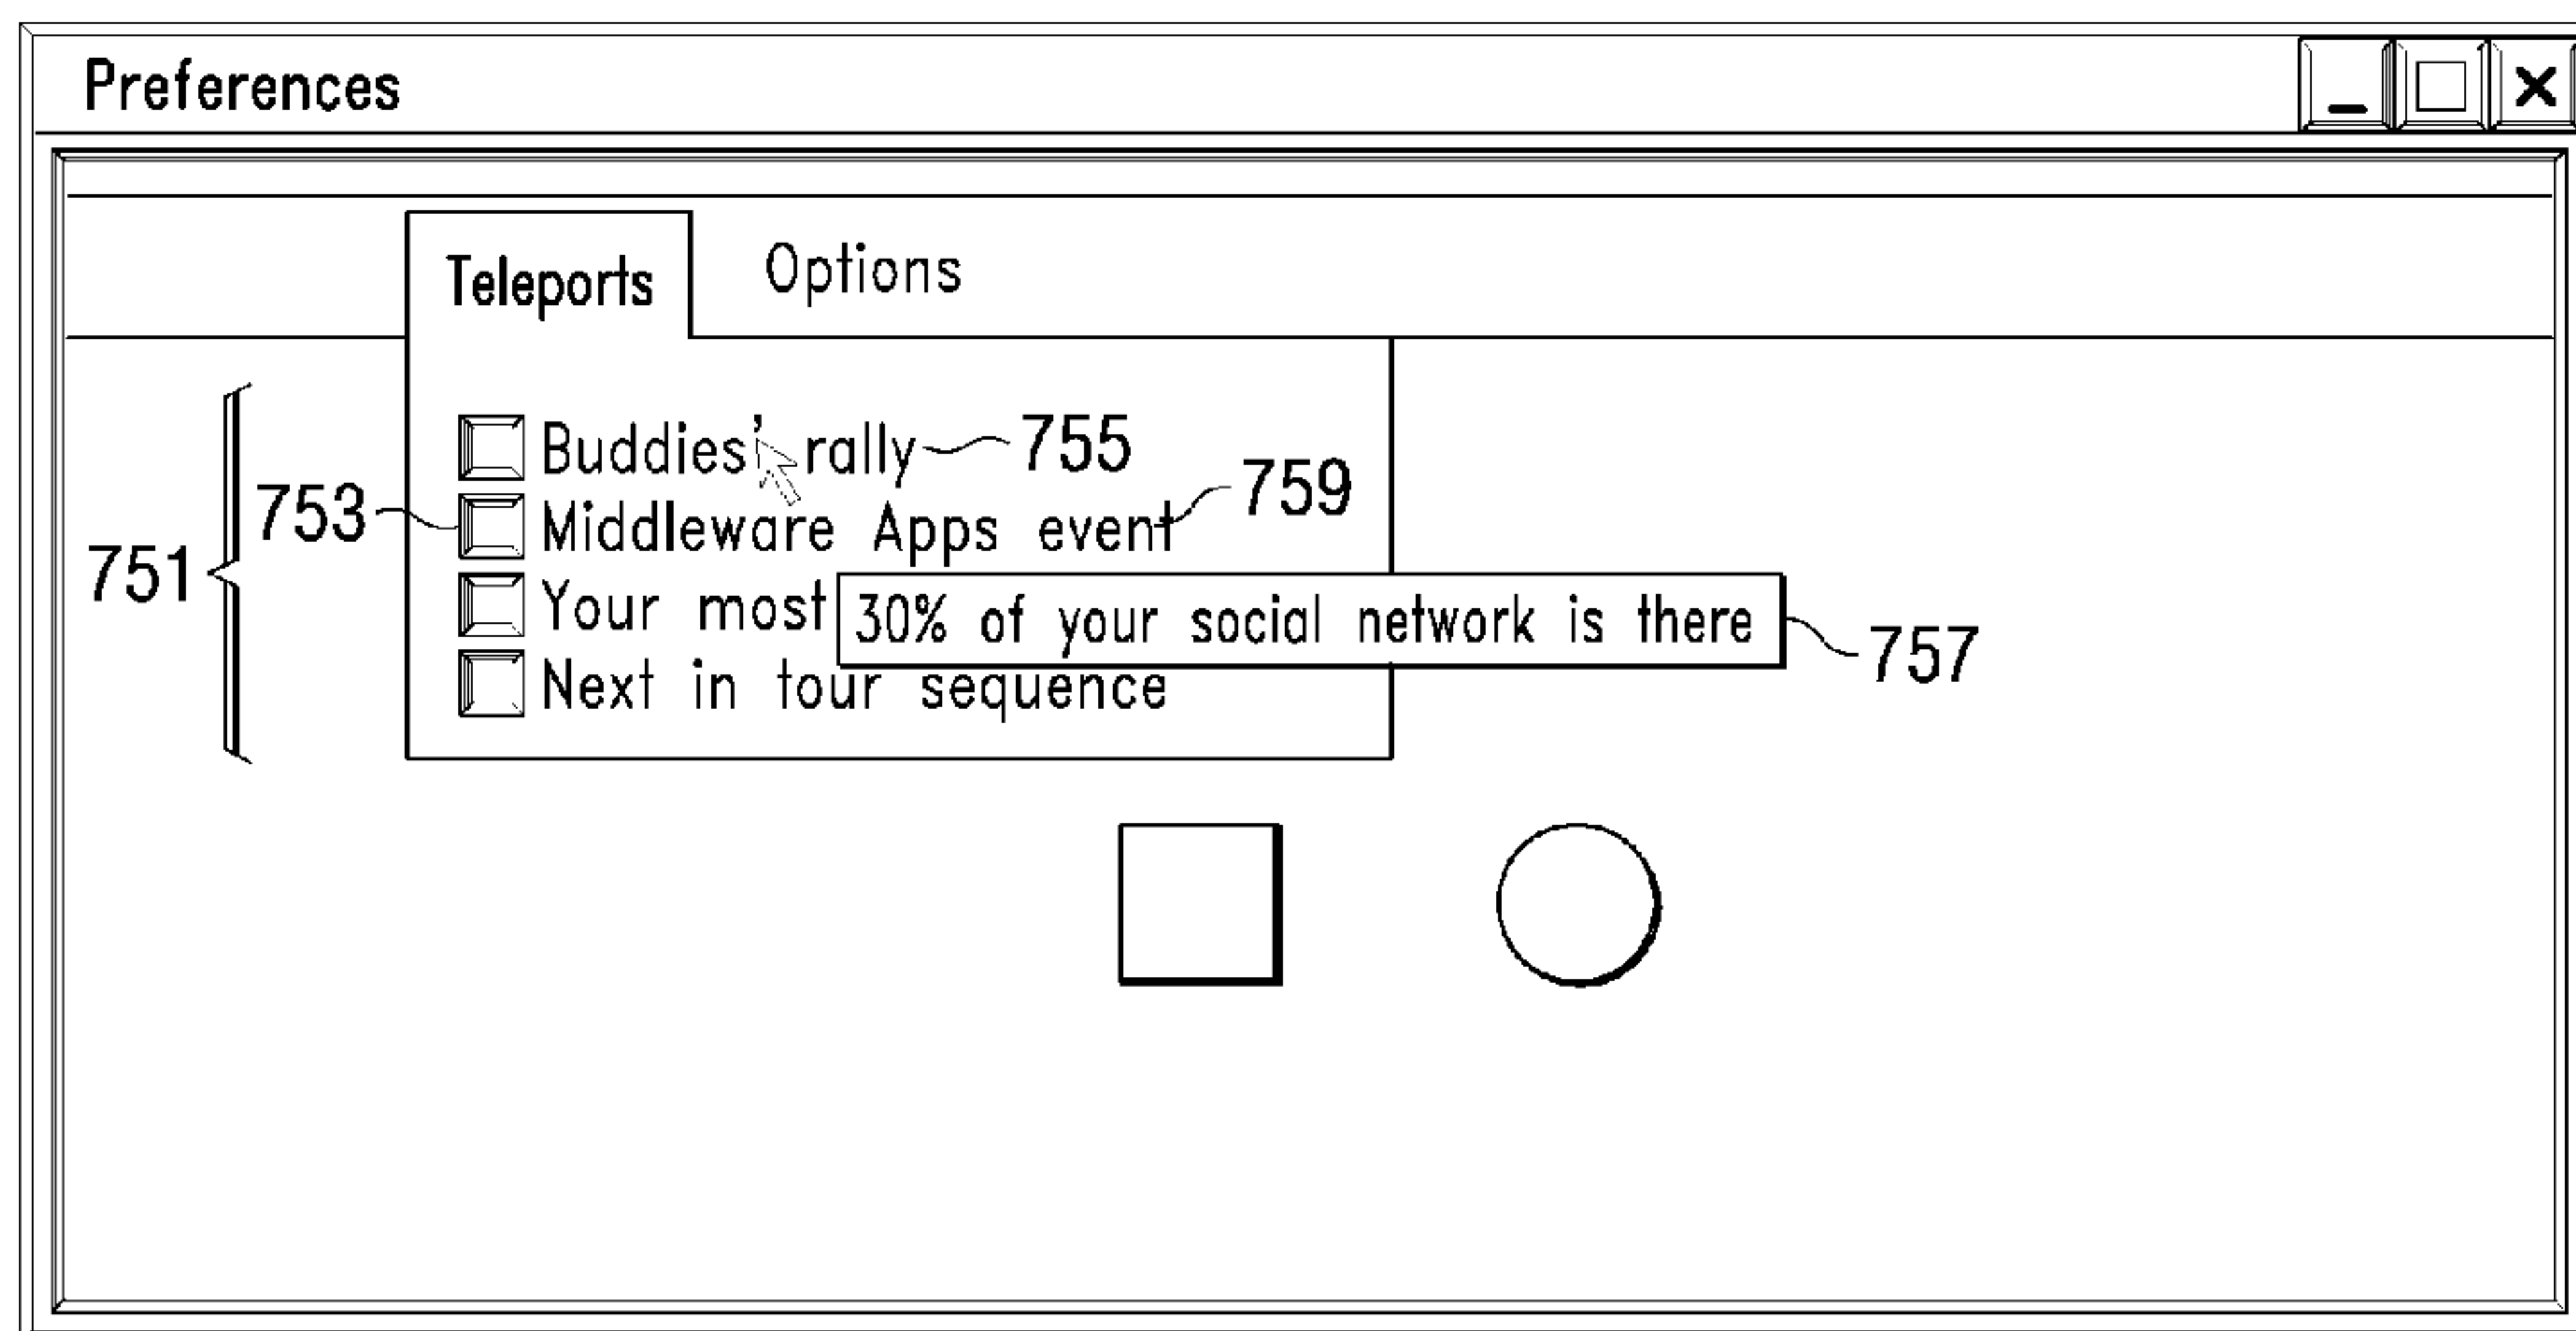 Preferences
Teleports Options
Buddies' rally 755
753 Middleware Apps event 759
751
Your most 30% of your social network is there 757
Next in tour sequence